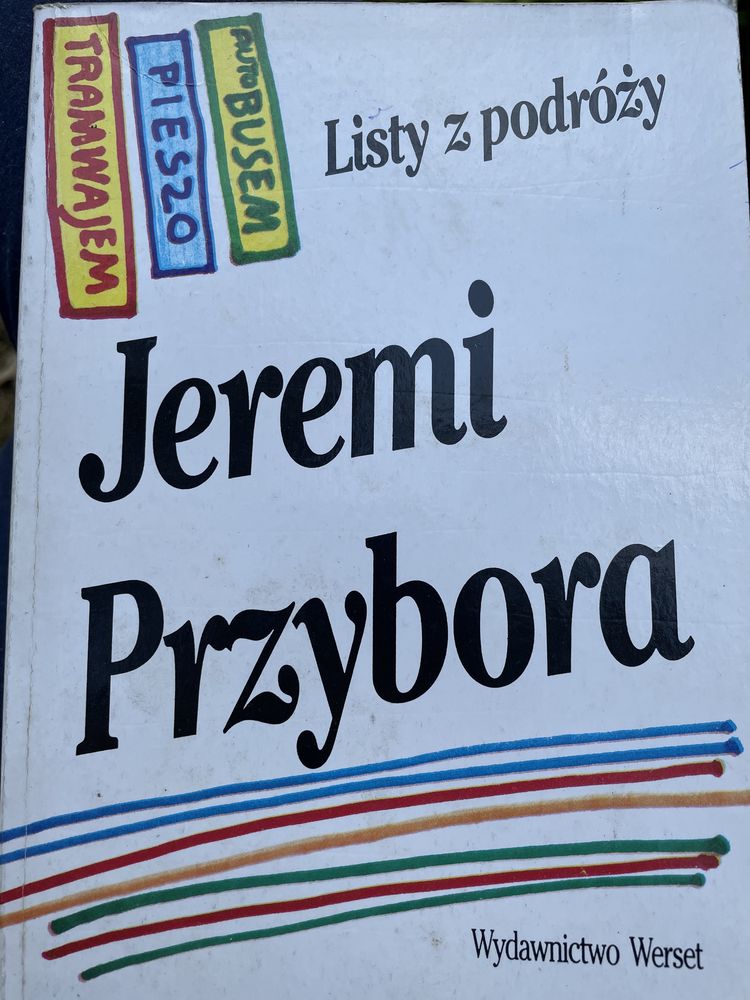 TRAMWAJEM
PIESZO
autoBUSEM
Listy z podróży
Jeremi
Przybora
Wydawnictwo Werset